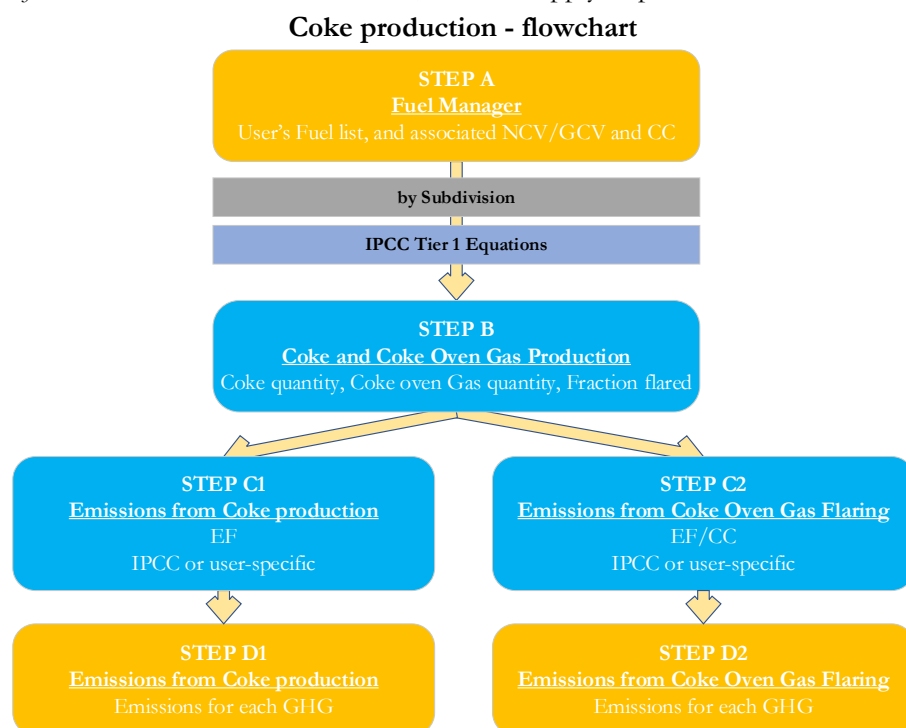 Coke production - flowchart
STEP A
Fuel Manager
User's Fuel list, and associated NCV/GCV and CC
by Subdivision
IPCC Tier 1 Equations
STEP B
Coke and Coke Oven Gas Production
Coke quantity, Coke oven Gas quantity, Fraction flared
STEP C1
Emissions from Coke production
EF
IPCC or user-specific
STEP C2
Emissions from Coke Oven Gas Flaring
EF/CC
IPCC or user-specific
STEP D1
Emissions from Coke production
Emissions for each GHG
STEP D2
Emissions from Coke Oven Gas Flaring
Emissions for each GHG